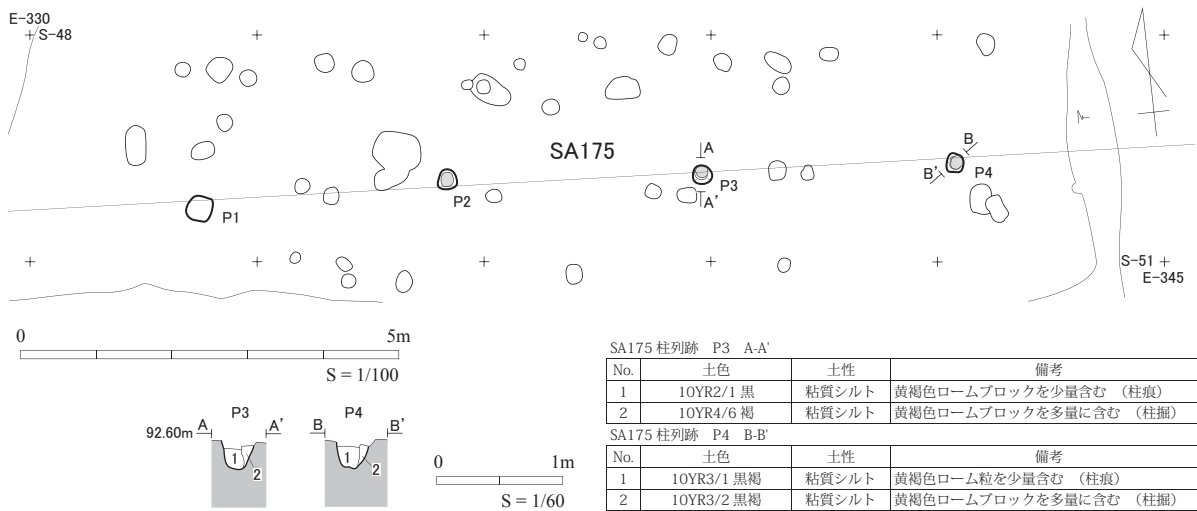 E-330
S-48
SA175
A
P3
A'
B
B'
P4
P2
P1
S-51
E-345
0 5m
S = 1/100
P3 P4
92.60m A A' B B'
1 2 1 2
0 1m
S = 1/60
SA175 柱列跡 P3 A-A'
No. 土色 土性 備考
1 10YR2/1 黒 粘質シルト 黄褐色ロームブロックを少量含む （柱痕）
2 10YR4/6 褐 粘質シルト 黄褐色ロームブロックを多量に含む （柱掘）
SA175 柱列跡 P4 B-B'
No. 土色 土性 備考
1 10YR3/1 黒褐 粘質シルト 黄褐色ローム粒を少量含む （柱痕）
2 10YR3/2 黒褐 粘質シルト 黄褐色ロームブロックを多量に含む （柱掘）